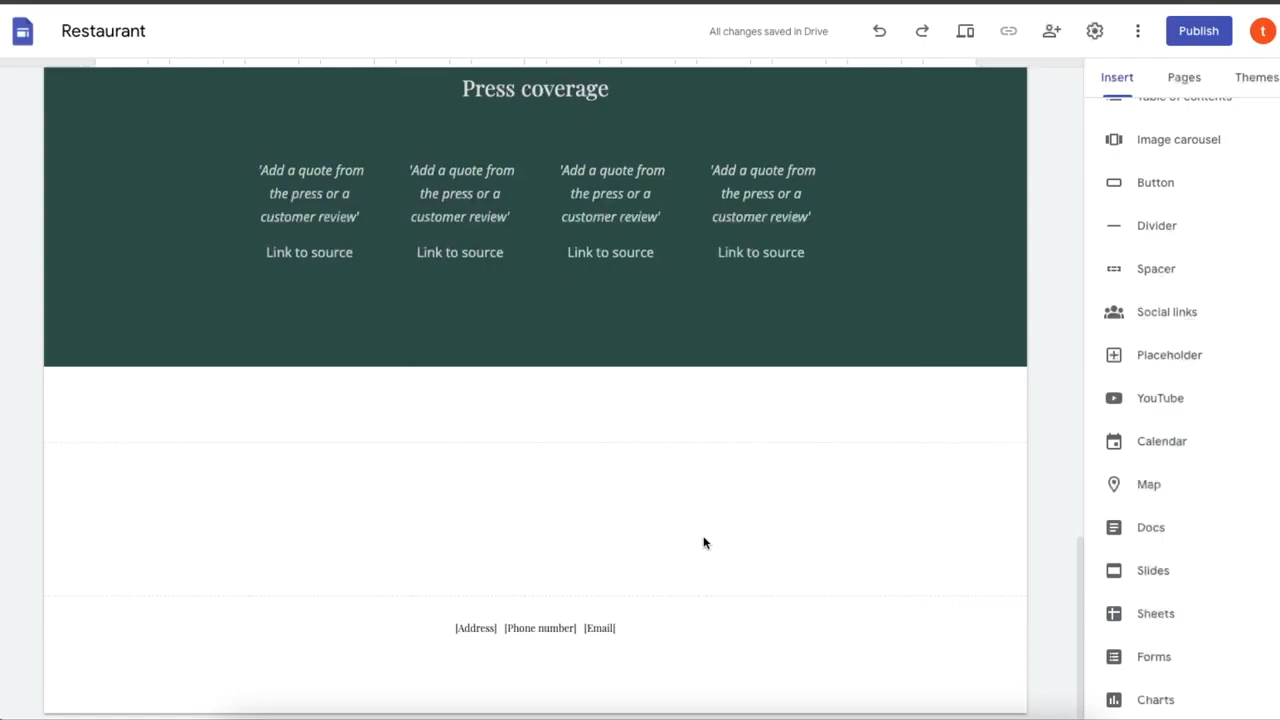 Restaurant
All changes saved in Drive
Publish
t
Insert
Pages
Themes
Table of contents
Image carousel
Button
Divider
Spacer
Social links
Placeholder
YouTube
Calendar
Map
Docs
Slides
Sheets
Forms
Charts
Press coverage
'Add a quote from
the press or a
customer review'
Link to source
'Add a quote from
the press or a
customer review'
Link to source
'Add a quote from
the press or a
customer review'
Link to source
'Add a quote from
the press or a
customer review'
Link to source
|Address| |Phone number| |Email|